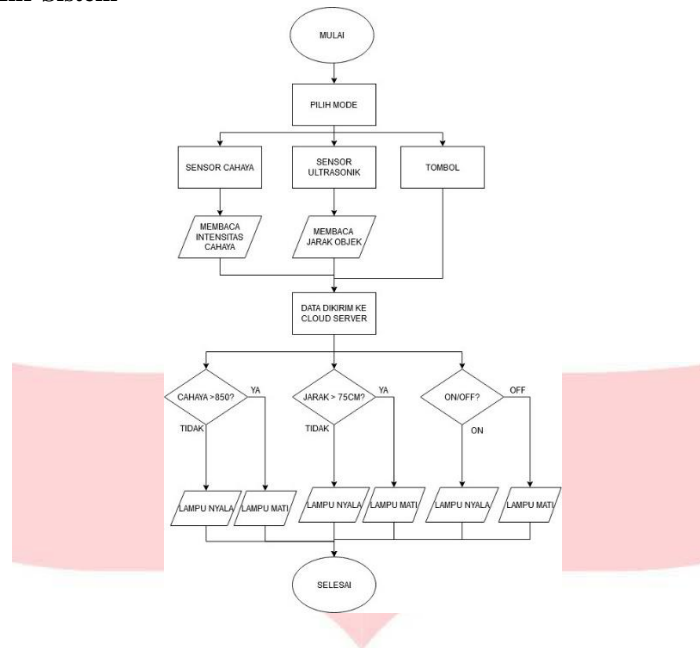 Sistem
MULAI
PILIH MODE
SENSOR CAHAYA
SENSOR
ULTRASONIK
TOMBOL
MEMBACA
INTENSITAS
CAHAYA
MEMBACA
JARAK OBJEK
DATA DIKIRIM KE
CLOUD SERVER
CAHAYA >850?
YA
TIDAK
JARAK > 75CM?
YA
TIDAK
ON/OFF?
OFF
ON
LAMPU NYALA
LAMPU MATI
LAMPU NYALA
LAMPU MATI
LAMPU NYALA
LAMPU MATI
SELESAI